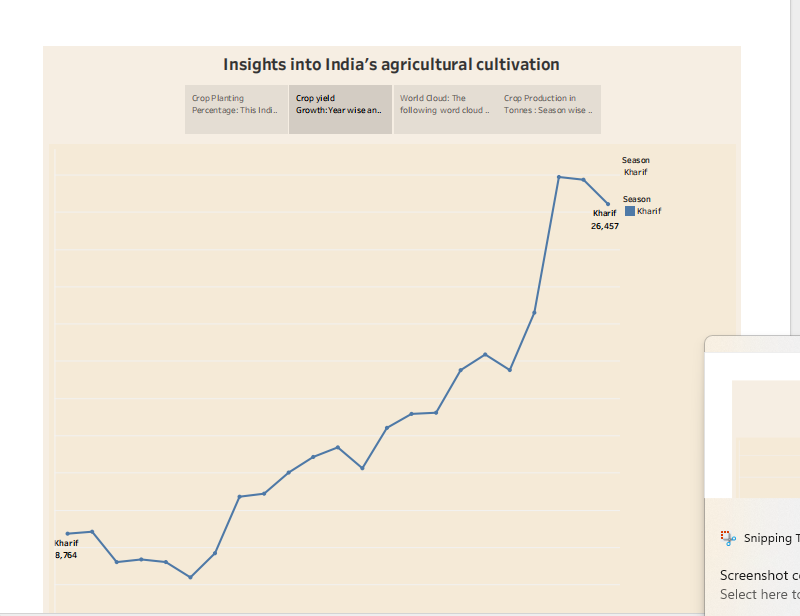 Insights into India's agricultural cultivation
Crop Planting
Percentage: This Indi..
Crop yield
Growth:Year wise an..
World Cloud: The
following word cloud ..
Crop Production in
Tonnes : Season wise ..
Season
Kharif
Season
Kharif
Kharif
26,457
Kharif
8,764
Snipping T
Screenshot c
Select here to